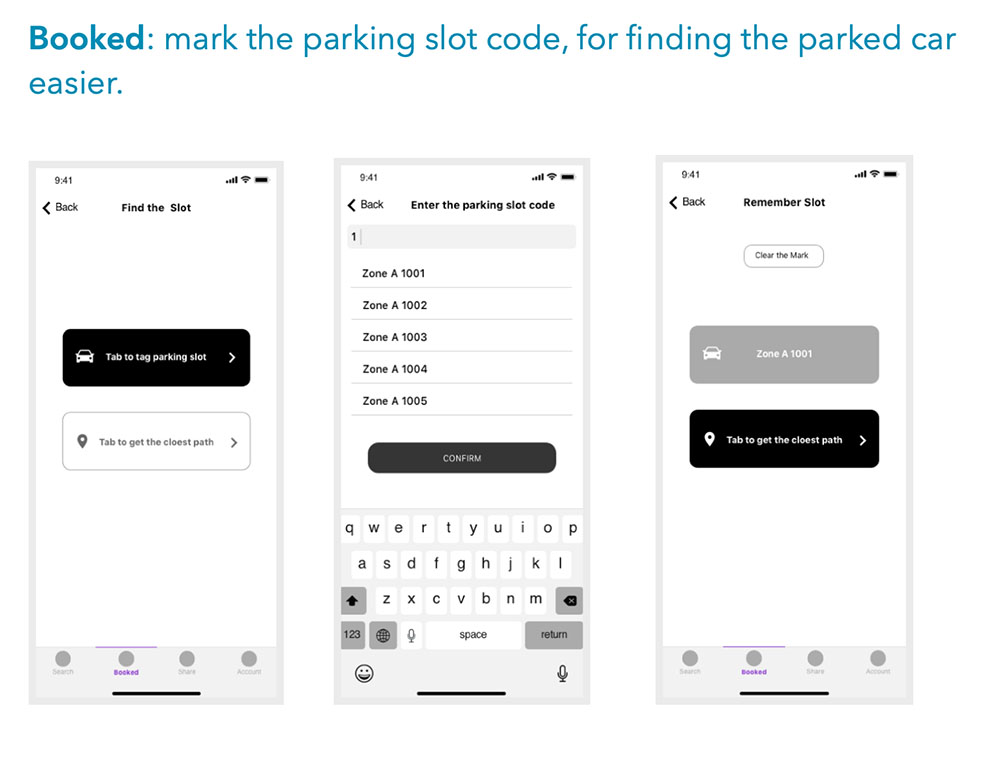 Booked: mark the parking slot code, for finding the parked car
easier.
9:41
Back
Find the Slot
Tab to tag parking slot
Tab to get the cloest path
Search
Booked
Share
Account
9:41
Back
Enter the parking slot code
1
Zone A 1001
Zone A 1002
Zone A 1003
Zone A 1004
Zone A 1005
CONFIRM
q w e r t y u i o p
a s d f g h j k l
z x c v b n m
123
space
return
9:41
Back
Remember Slot
Clear the Mark
Zone A 1001
Tab to get the cloest path
Search
Booked
Share
Account